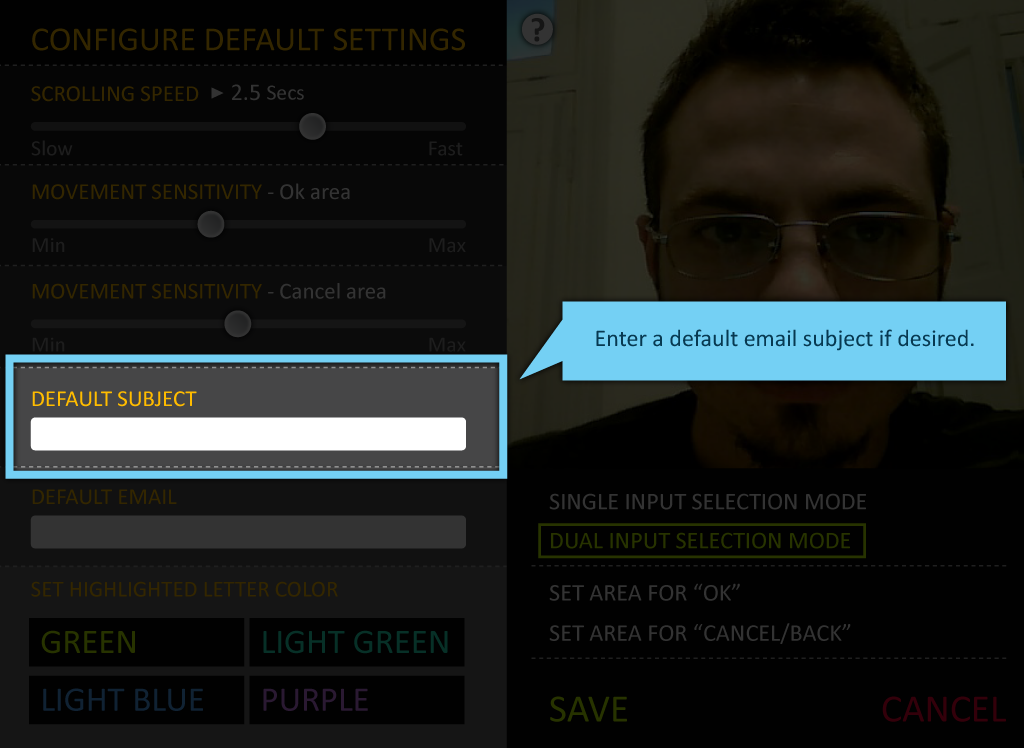 CONFIGURE DEFAULT SETTINGS
SCROLLING SPEED ► 2.5 Secs
Slow Fast
MOVEMENT SENSITIVITY - Ok area
Min Max
MOVEMENT SENSITIVITY - Cancel area
Min Max
DEFAULT SUBJECT
DEFAULT EMAIL
SET HIGHLIGHTED LETTER COLOR
GREEN LIGHT GREEN
LIGHT BLUE PURPLE
?
Enter a default email subject if desired.
SINGLE INPUT SELECTION MODE
DUAL INPUT SELECTION MODE
SET AREA FOR “OK”
SET AREA FOR “CANCEL/BACK”
SAVE CANCEL